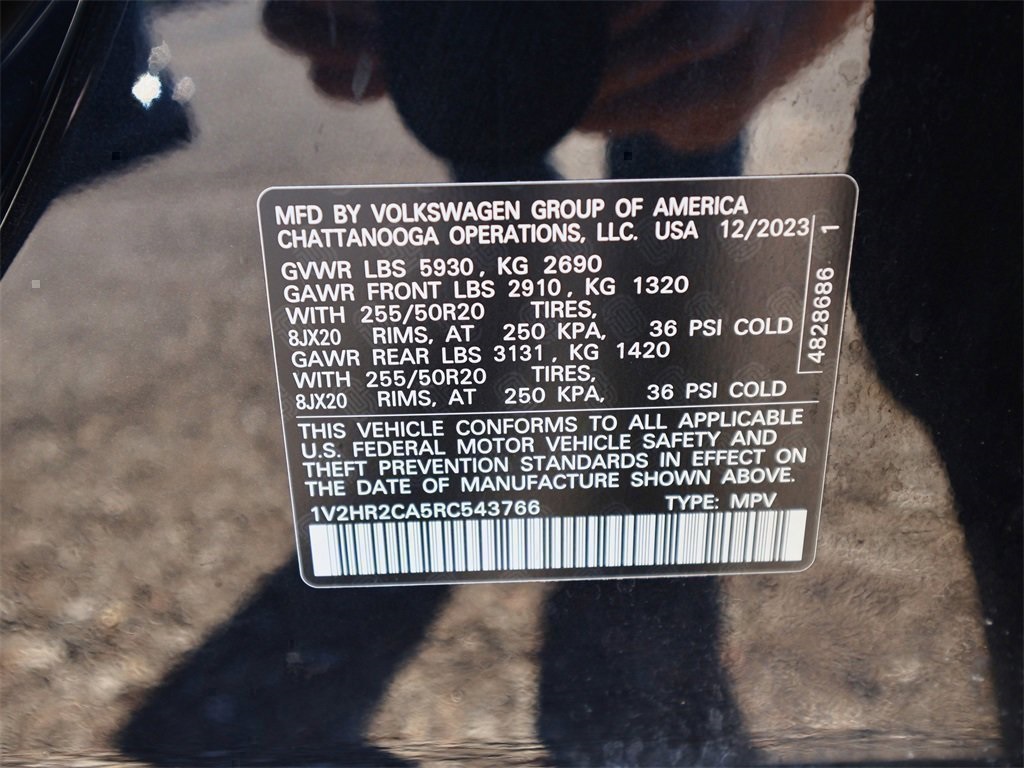 MFD BY VOLKSWAGEN GROUP OF AMERICA
CHATTANOOGA OPERATIONS, LLC. USA 12/2023
GVWR LBS 5930, KG 2690
GAWR FRONT LBS 2910, KG 1320
WITH 255/50R20 TIRES,
8JX20 RIMS, AT 250 KPA, 36 PSI COLD
GAWR REAR LBS 3131, KG 1420
WITH 255/50R20 TIRES,
8JX20 RIMS, AT 250 KPA, 36 PSI COLD
4828686 1
THIS VEHICLE CONFORMS TO ALL APPLICABLE
U.S. FEDERAL MOTOR VEHICLE SAFETY AND
THEFT PREVENTION STANDARDS IN EFFECT ON
THE DATE OF MANUFACTURE SHOWN ABOVE.
1V2HR2CA5RC543766 TYPE: MPV